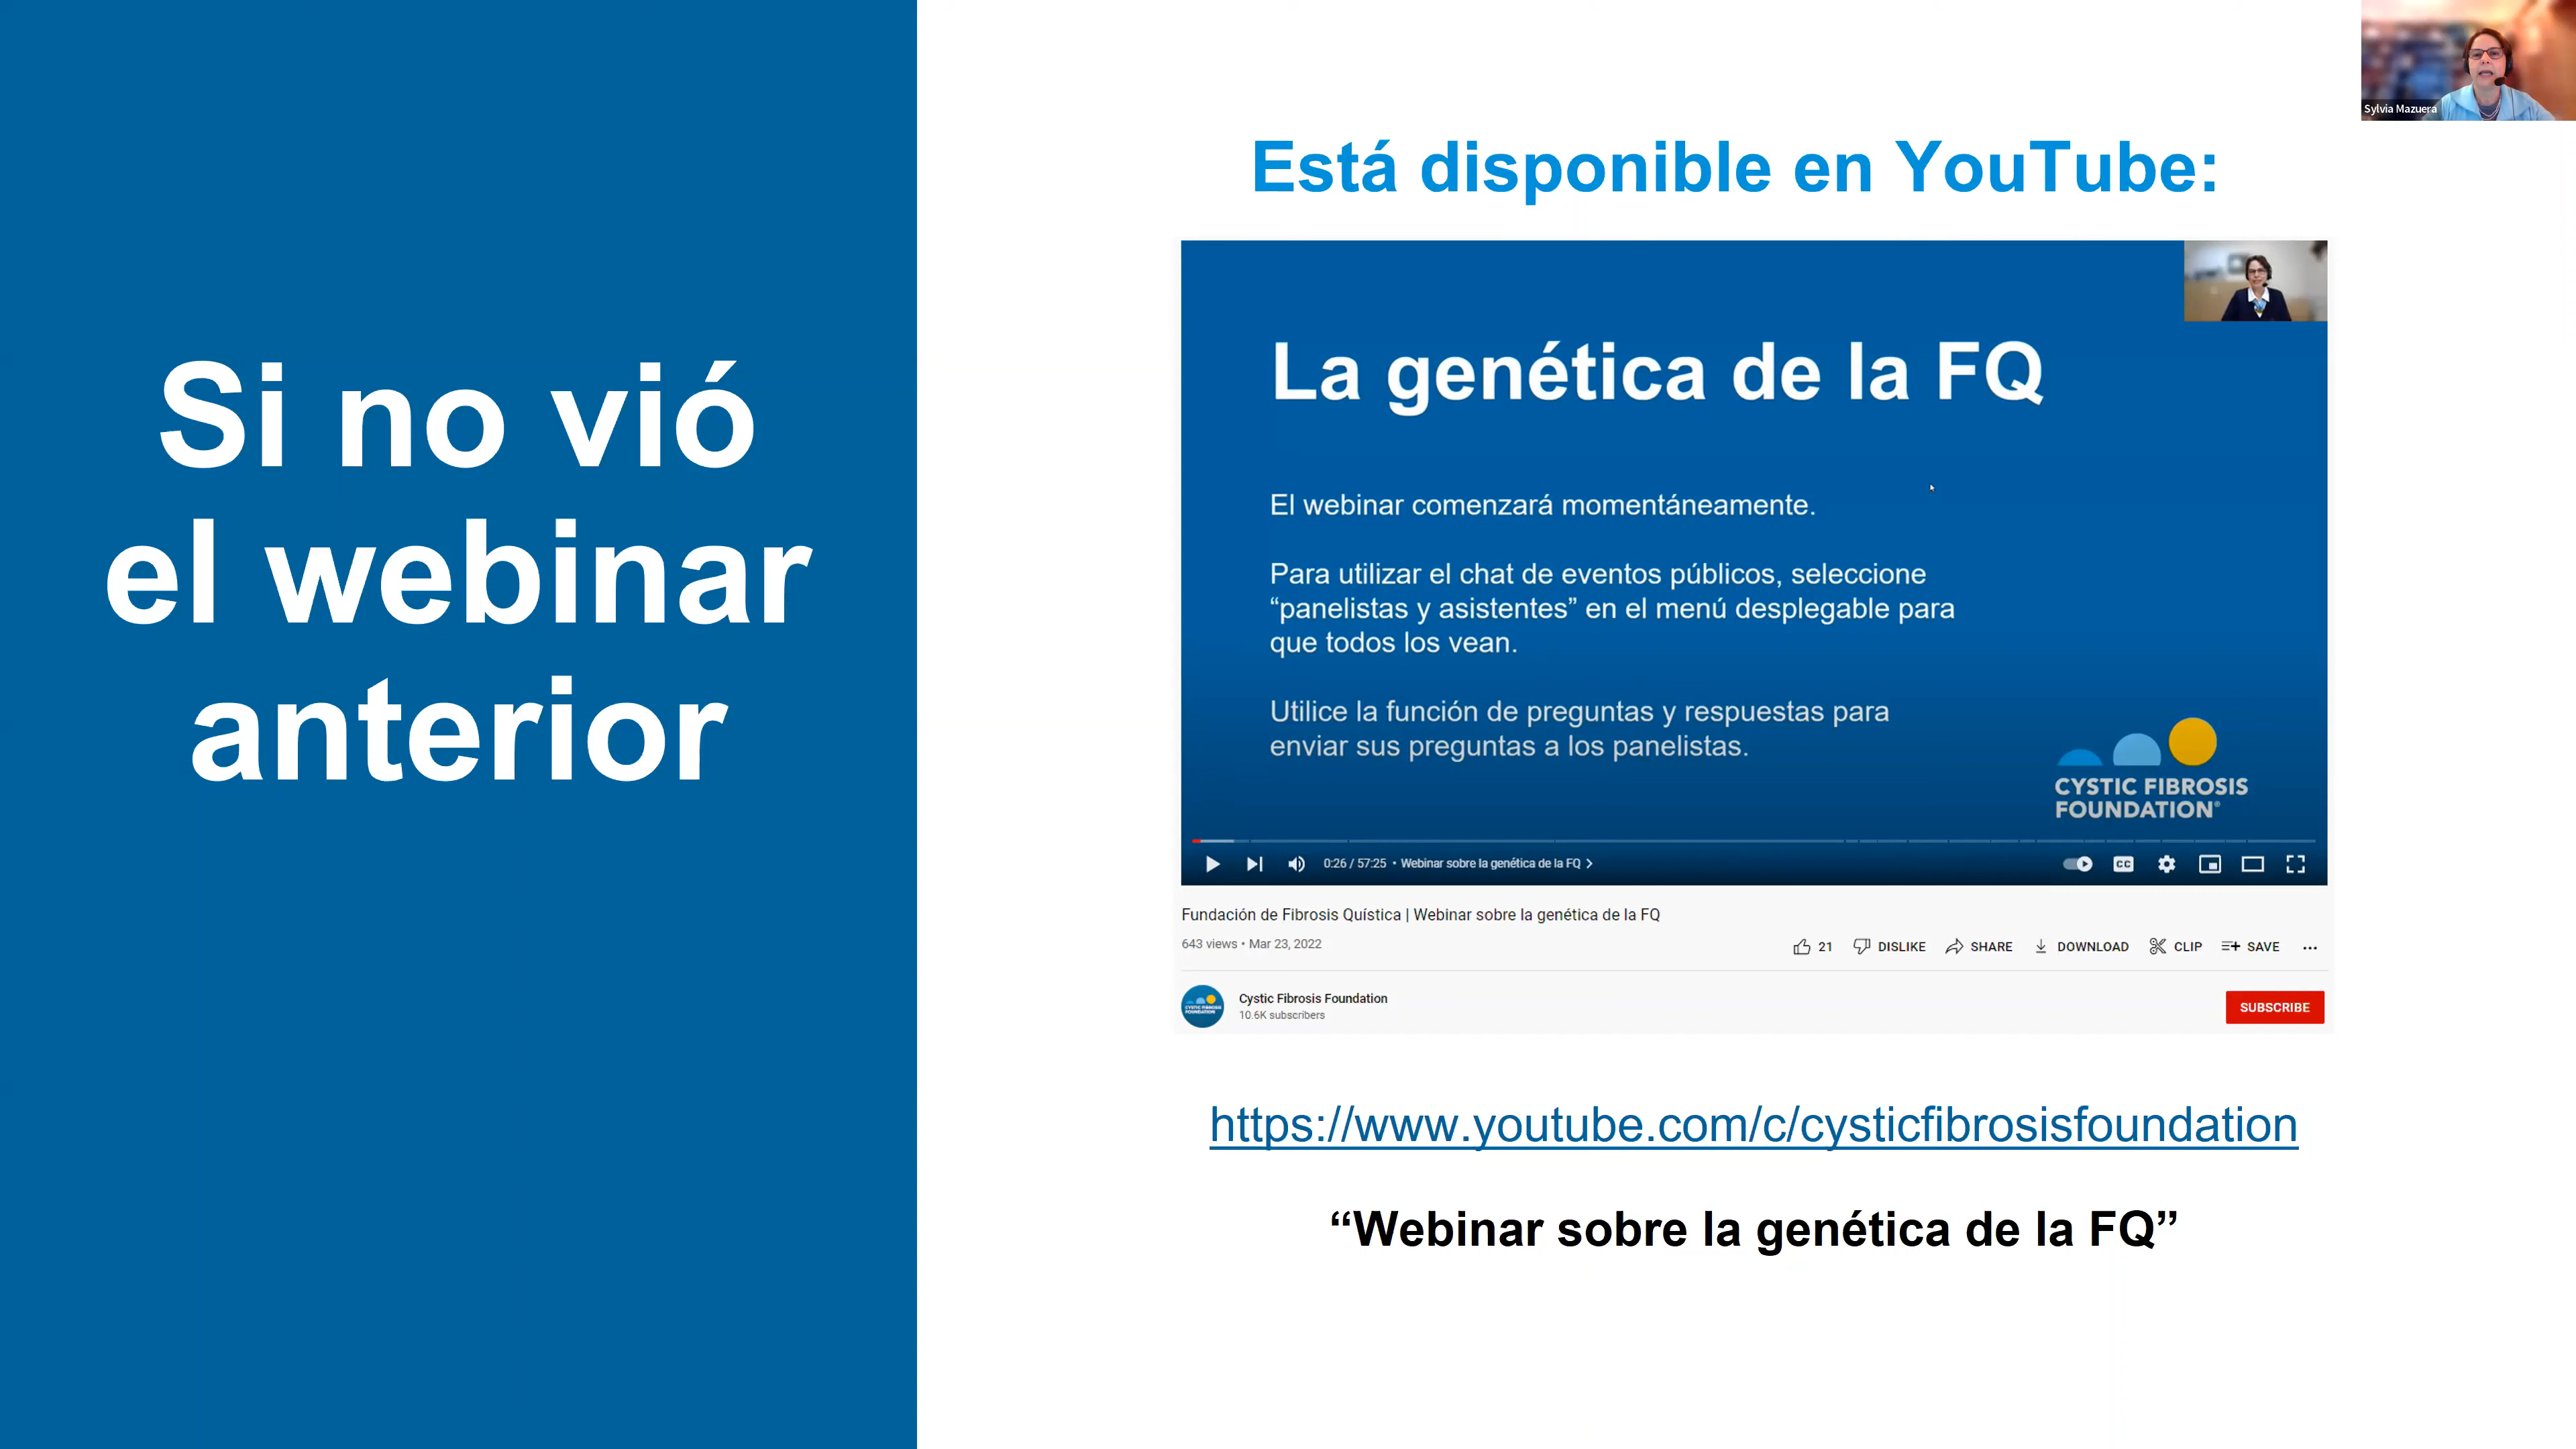 Si no vió
el webinar
anterior
Sylvia Mazuera
Está disponible en YouTube:
La genética de la FQ
El webinar comenzará momentáneamente.
Para utilizar el chat de eventos públicos, seleccione
“panelistas y asistentes” en el menú desplegable para
que todos los vean.
Utilice la función de preguntas y respuestas para
enviar sus preguntas a los panelistas.
CYSTIC FIBROSIS
FOUNDATION®
0:26 / 57:25 • Webinar sobre la genética de la FQ >
CC
Fundación de Fibrosis Quística | Webinar sobre la genética de la FQ
643 views • Mar 23, 2022
21 DISLIKE SHARE DOWNLOAD CLIP SAVE ...
CYSTIC FIBROSIS
FOUNDATION
Cystic Fibrosis Foundation
10.6K subscribers
SUBSCRIBE
https://www.youtube.com/c/cysticfibrosisfoundation
“Webinar sobre la genética de la FQ”